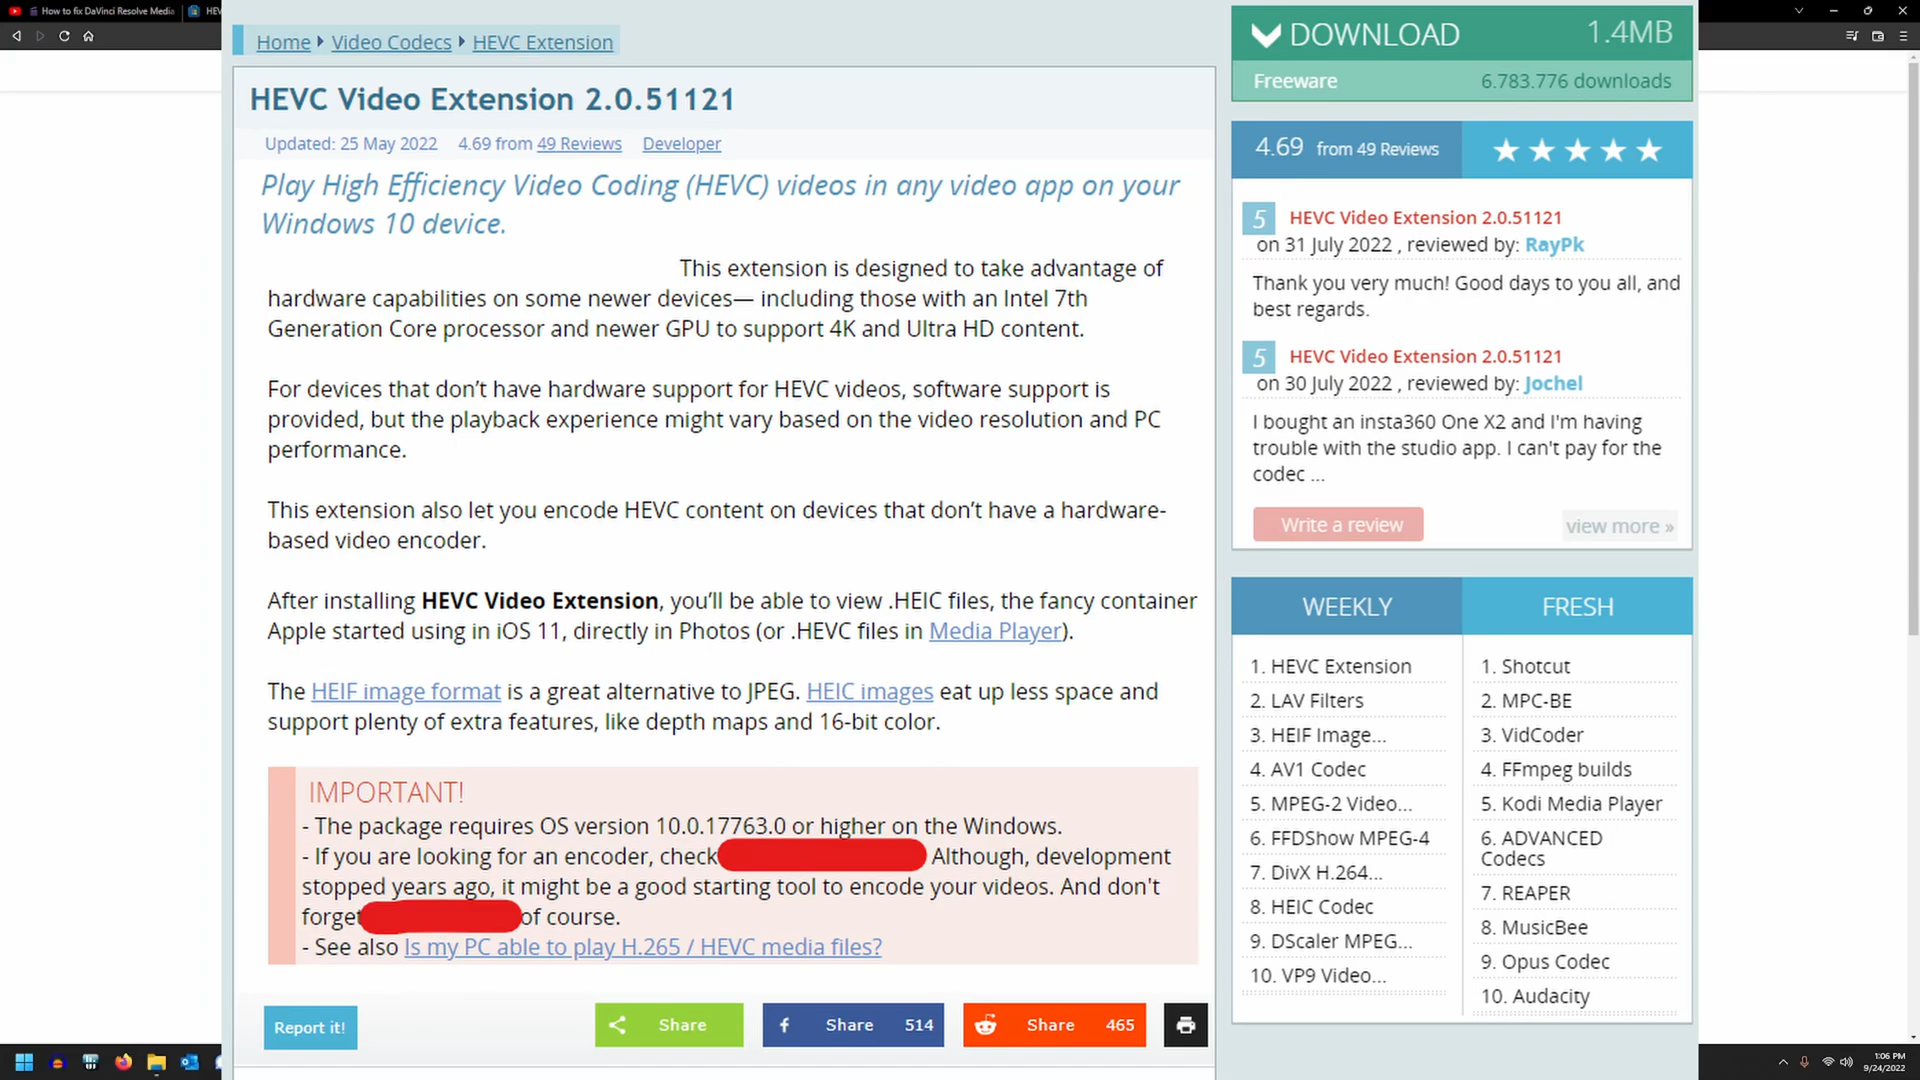 How to fix DaVinci Resolve Media
HEV
Home
Video Codecs
HEVC Extension
HEVC Video Extension 2.0.51121
Updated: 25 May 2022
4.69 from 49 Reviews
Developer
Play High Efficiency Video Coding (HEVC) videos in any video app on your
Windows 10 device.
This extension is designed to take advantage of
hardware capabilities on some newer devices— including those with an Intel 7th
Generation Core processor and newer GPU to support 4K and Ultra HD content.
For devices that don’t have hardware support for HEVC videos, software support is
provided, but the playback experience might vary based on the video resolution and PC
performance.
This extension also let you encode HEVC content on devices that don’t have a hardware-
based video encoder.
After installing HEVC Video Extension, you’ll be able to view .HEIC files, the fancy container
Apple started using in iOS 11, directly in Photos (or .HEVC files in Media Player).
The HEIF image format is a great alternative to JPEG. HEIC images eat up less space and
support plenty of extra features, like depth maps and 16-bit color.
IMPORTANT!
- The package requires OS version 10.0.17763.0 or higher on the Windows.
- If you are looking for an encoder, check Although, development
stopped years ago, it might be a good starting tool to encode your videos. And don't
forget of course.
- See also Is my PC able to play H.265 / HEVC media files?
Report it!
Share
Share 514
Share 465
DOWNLOAD 1.4MB
Freeware 6.783.776 downloads
4.69 from 49 Reviews
5 HEVC Video Extension 2.0.51121
on 31 July 2022 , reviewed by: RayPk
Thank you very much! Good days to you all, and
best regards.
5 HEVC Video Extension 2.0.51121
on 30 July 2022 , reviewed by: Jochel
I bought an insta360 One X2 and I'm having
trouble with the studio app. I can't pay for the
codec ...
Write a review
view more »
WEEKLY
1. HEVC Extension
2. LAV Filters
3. HEIF Image...
4. AV1 Codec
5. MPEG-2 Video...
6. FFDShow MPEG-4
7. DivX H.264...
8. HEIC Codec
9. DScaler MPEG...
10. VP9 Video...
FRESH
1. Shotcut
2. MPC-BE
3. VidCoder
4. FFmpeg builds
5. Kodi Media Player
6. ADVANCED
Codecs
7. REAPER
8. MusicBee
9. Opus Codec
10. Audacity
1:06 PM
9/24/2022